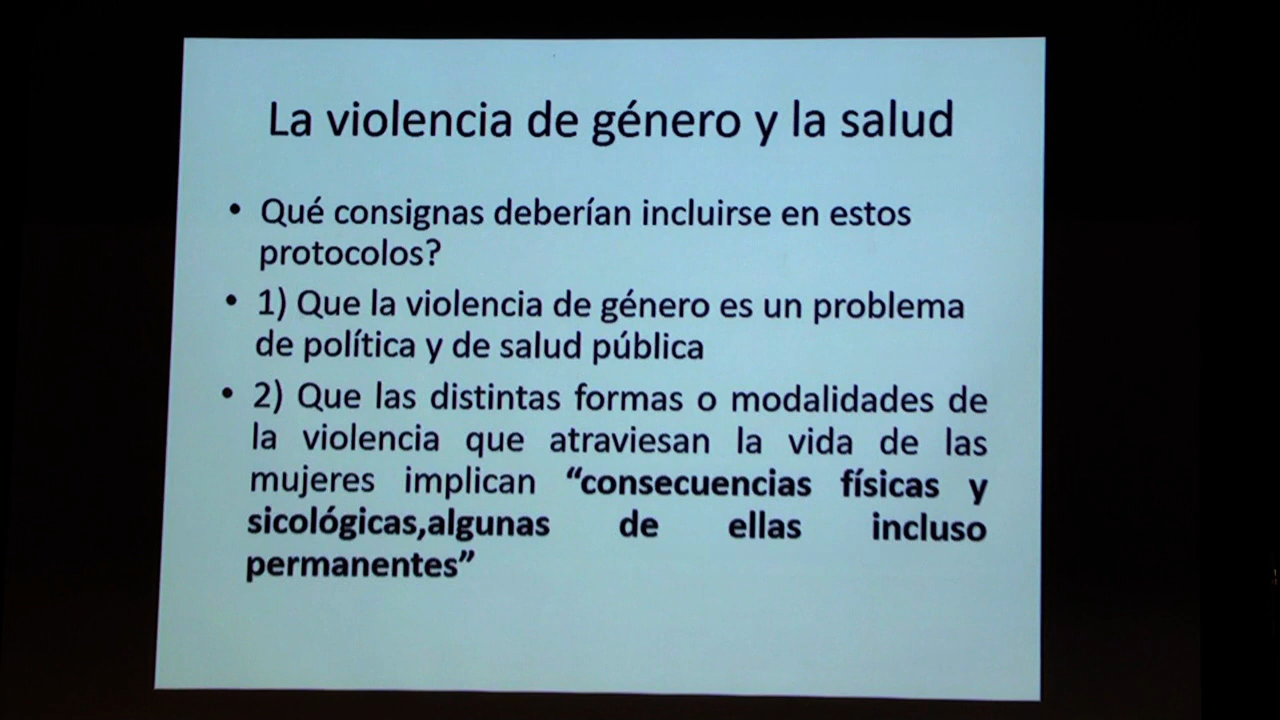 La violencia de género y la salud
• Qué consignas deberían incluirse en estos
protocolos?
• 1) Que la violencia de género es un problema
de política y de salud pública
• 2) Que las distintas formas o modalidades de
la violencia que atraviesan la vida de las
mujeres implican “consecuencias físicas y
sicológicas,algunas de ellas incluso
permanentes”